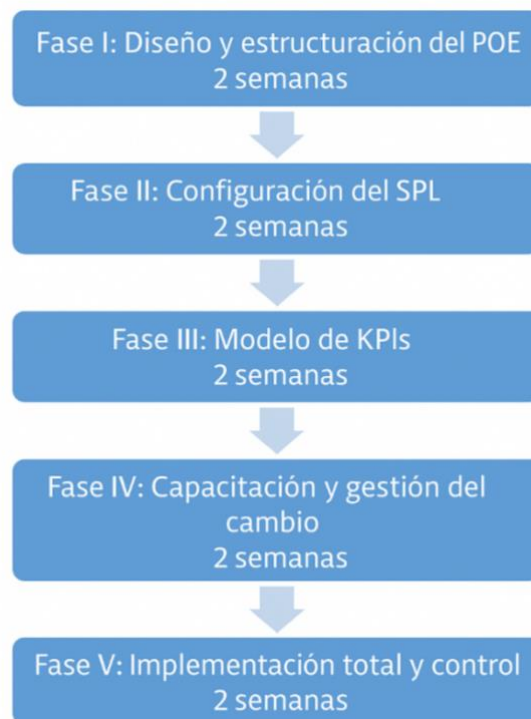 Fase I: Diseño y estructuración del POE
2 semanas
Fase II: Configuración del SPL
2 semanas
Fase III: Modelo de KPIs
2 semanas
Fase IV: Capacitación y gestión del
cambio
2 semanas
Fase V: Implementación total y control
2 semanas